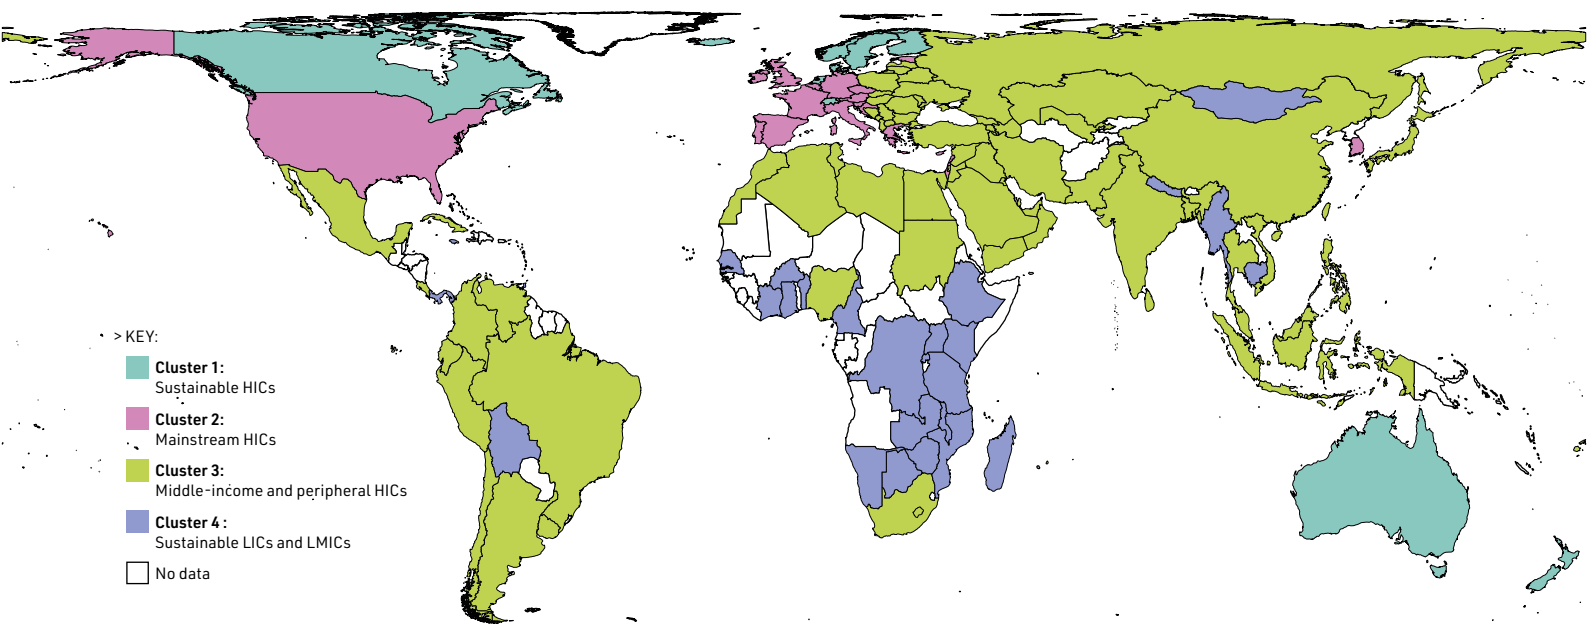 > KEY:
Cluster 1:
Sustainable HICs
Cluster 2:
Mainstream HICs
Cluster 3:
Middle-income and peripheral HICs
Cluster 4 :
Sustainable LICs and LMICs
No data